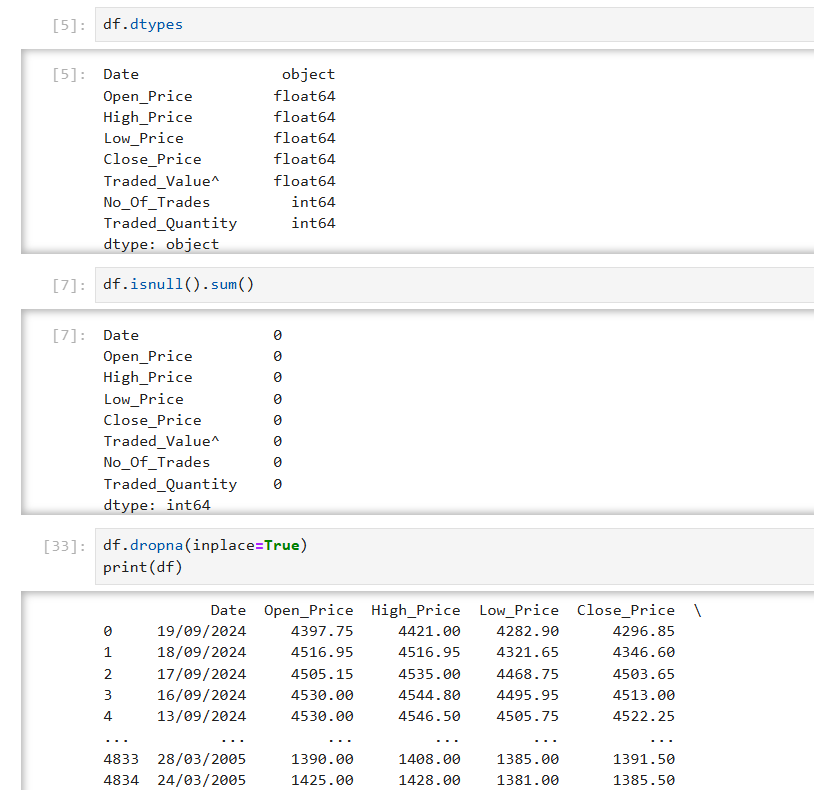 [5]: df.dtypes
[5]: Date object
Open_Price float64
High_Price float64
Low_Price float64
Close_Price float64
Traded_Value^ float64
No_Of_Trades int64
Traded_Quantity int64
dtype: object
[7]: df.isnull().sum()
[7]: Date 0
Open_Price 0
High_Price 0
Low_Price 0
Close_Price 0
Traded_Value^ 0
No_Of_Trades 0
Traded_Quantity 0
dtype: int64
[33]: df.dropna(inplace=True)
print(df)
Date Open_Price High_Price Low_Price Close_Price \
0 19/09/2024 4397.75 4421.00 4282.90 4296.85
1 18/09/2024 4516.95 4516.95 4321.65 4346.60
2 17/09/2024 4505.15 4535.00 4468.75 4503.65
3 16/09/2024 4530.00 4544.80 4495.95 4513.00
4 13/09/2024 4530.00 4546.50 4505.75 4522.25
... ... ... ... ... ...
4833 28/03/2005 1390.00 1408.00 1385.00 1391.50
4834 24/03/2005 1425.00 1428.00 1381.00 1385.50